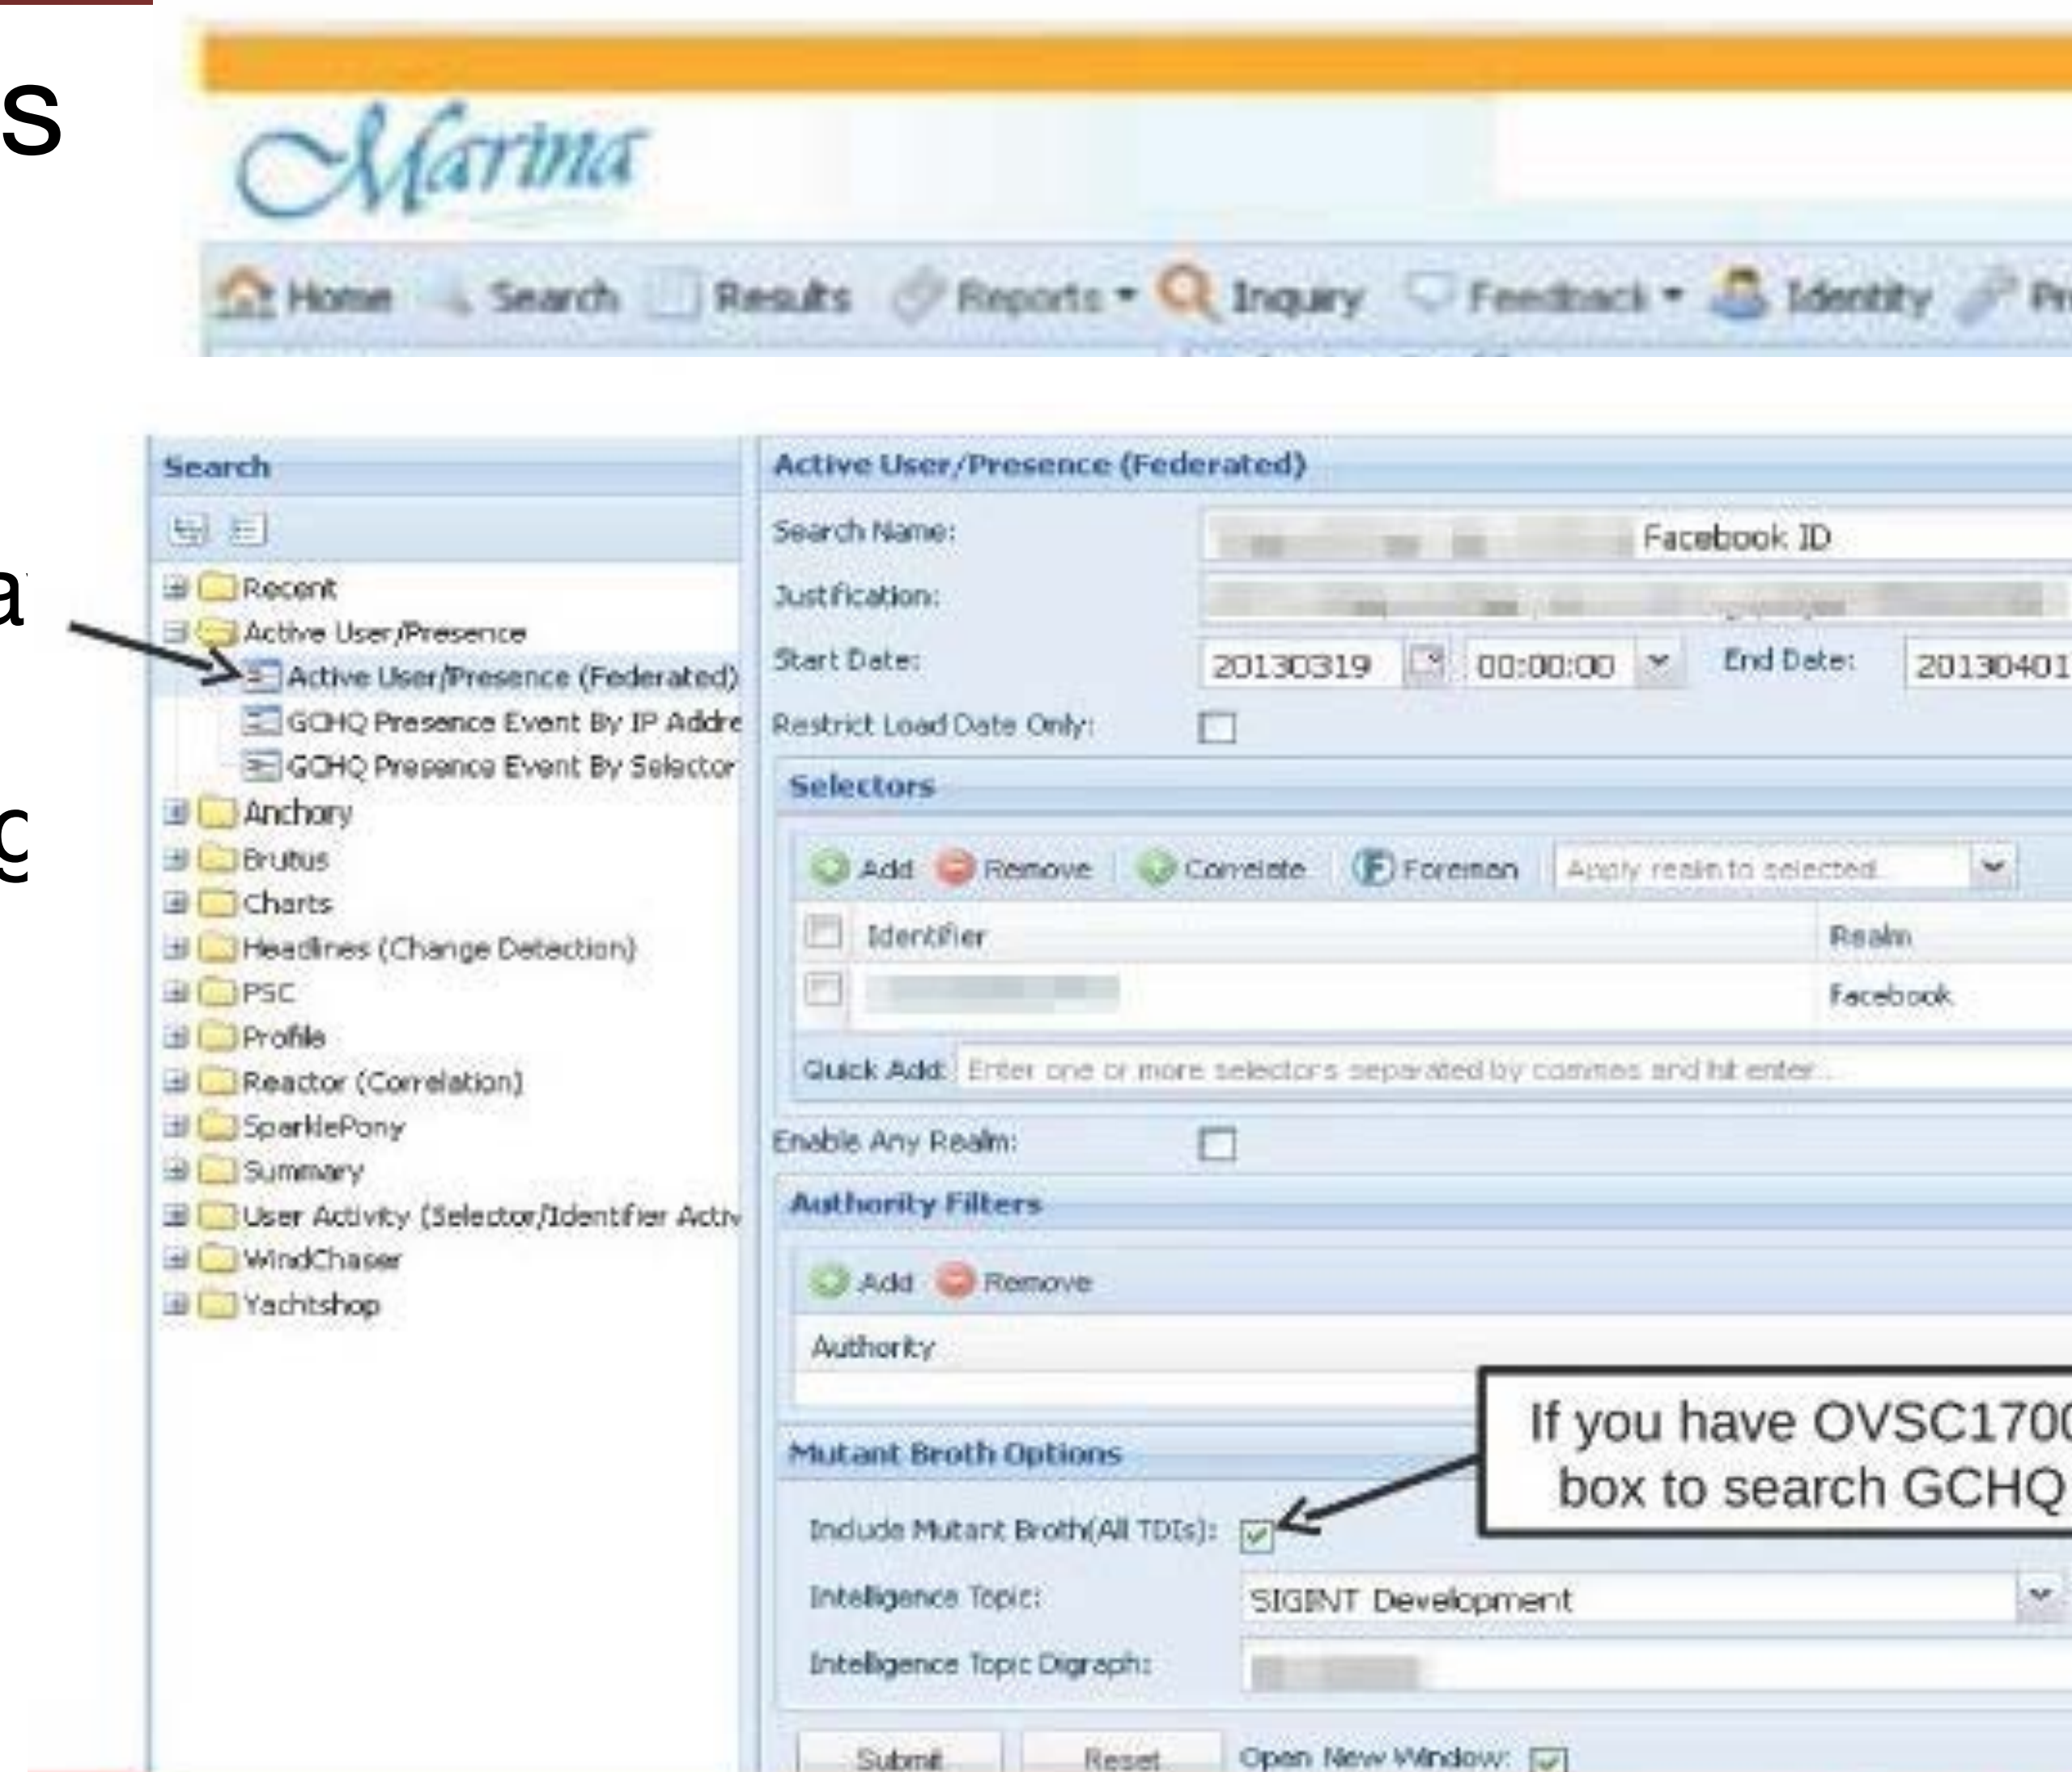 s
Marina
Home Search Results Reports Inquiry Feedback Identity Pr
a
g
Search
Recent
Active User/Presence
Active User/Presence (Federated)
GCHQ Presence Event By IP Addre
GCHQ Presence Event By Selector
Anchory
Brutus
Charts
Headlines (Change Detection)
PSC
Profile
Reactor (Correlation)
SparklePony
Summary
User Activity (Selector/Identifier Activ
WindChaser
Yachtshop
Active User/Presence (Federated)
Search Name: Facebook ID
Justification:
Start Date: 20130319 00:00:00 End Date: 20130401
Restrict Load Date Only:
Selectors
Add Remove Correlate Foreman Apply realm to selected...
Identifier Realm
Facebook
Quick Add: Enter one or more selectors separated by commas and hit enter...
Enable Any Realm:
Authority Filters
Add Remove
Authority
If you have OVSC1700
box to search GCHQ
Mutant Broth Options
Include Mutant Broth(All TDIs):
Intelligence Topic: SIGINT Development
Intelligence Topic Digraph:
Submit Reset Open New Window: